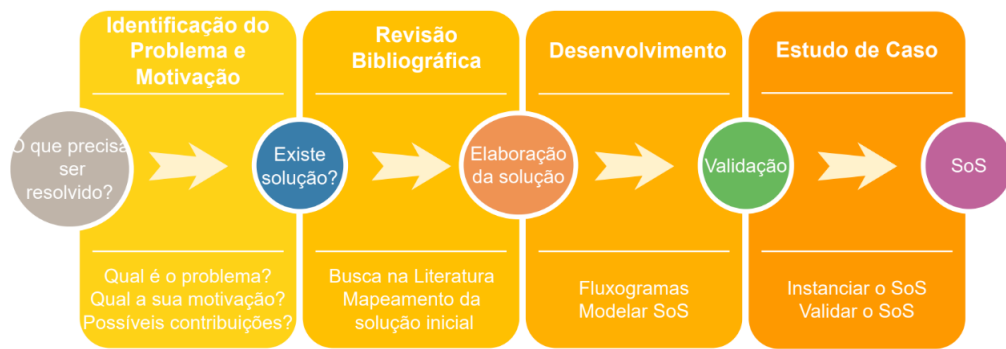 Identificação do
Problema e
Motivação
Revisão
Bibliográfica
Desenvolvimento
Estudo de Caso
O que precisa
ser
resolvido?
Existe
solução?
Elaboração
da solução
Validação
SoS
Qual é o problema?
Qual a sua motivação?
Possíveis contribuições?
Busca na Literatura
Mapeamento da
solução inicial
Fluxogramas
Modelar SoS
Instanciar o SoS
Validar o SoS